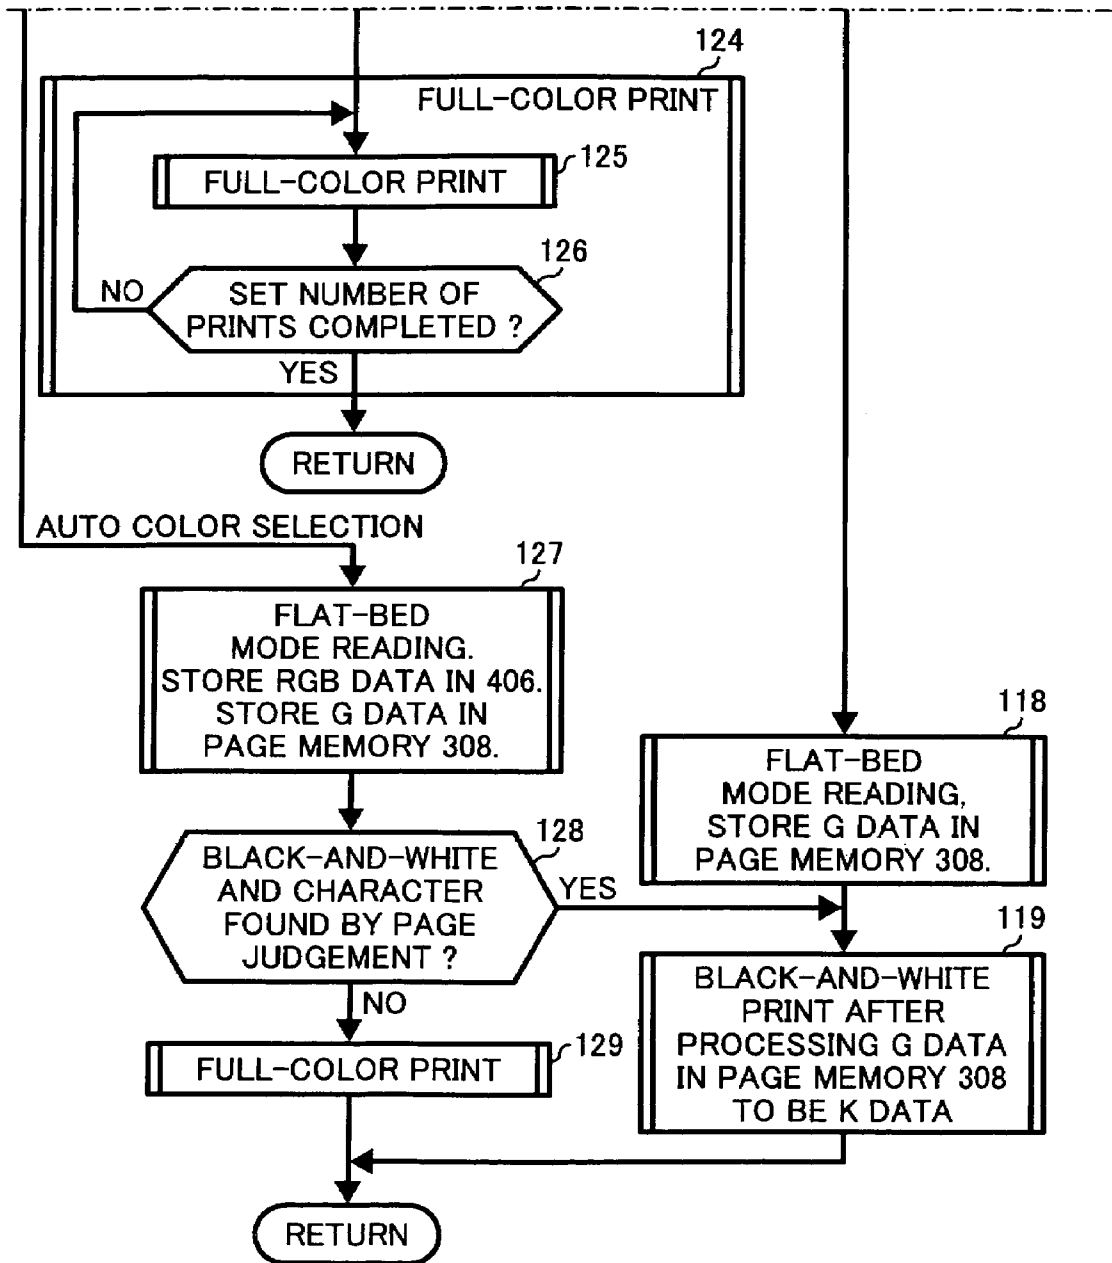 124
FULL-COLOR PRINT
125
FULL-COLOR PRINT
126
NO
SET NUMBER OF
PRINTS COMPLETED ?
YES
RETURN
AUTO COLOR SELECTION
127
FLAT-BED
MODE READING.
STORE RGB DATA IN 406.
STORE G DATA IN
PAGE MEMORY 308.
118
FLAT-BED
MODE READING,
STORE G DATA IN
PAGE MEMORY 308.
128
BLACK-AND-WHITE
AND CHARACTER
FOUND BY PAGE
JUDGEMENT ?
YES
NO
119
BLACK-AND-WHITE
PRINT AFTER
PROCESSING G DATA
IN PAGE MEMORY 308
TO BE K DATA
129
FULL-COLOR PRINT
RETURN